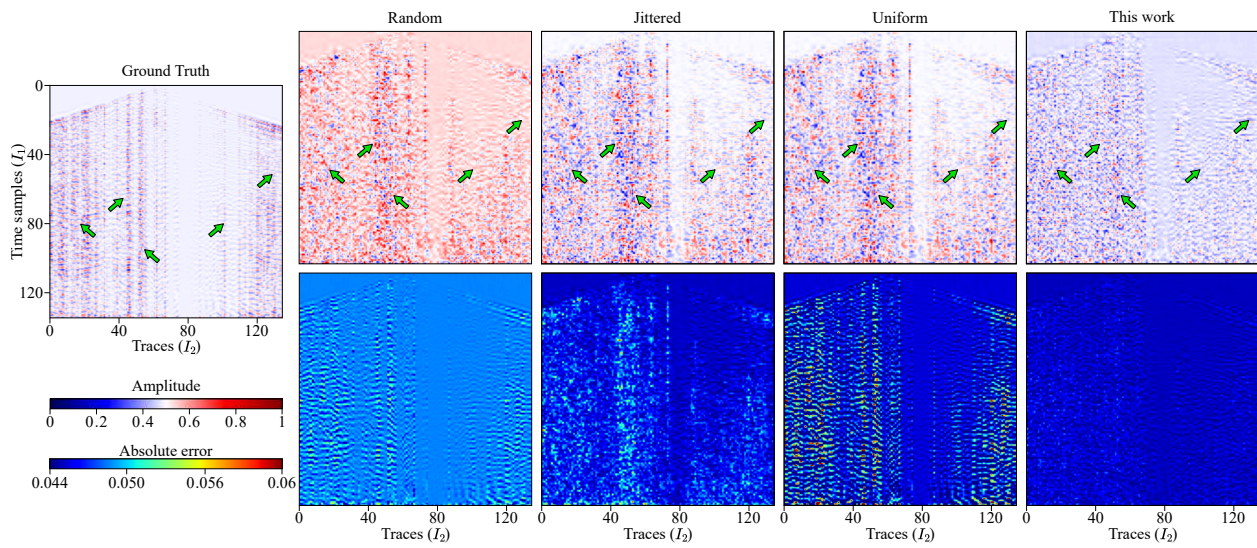 Random
Jittered
Uniform
This work
Ground Truth
0
40
80
120
Time samples (I₁)
0
40
80
120
Traces (I₂)
Amplitude
0
0.2
0.4
0.6
0.8
1
Absolute error
0.044
0.050
0.056
0.06
0
40
80
120
Traces (I₂)
0
40
80
120
Traces (I₂)
0
40
80
120
Traces (I₂)
0
40
80
120
Traces (I₂)